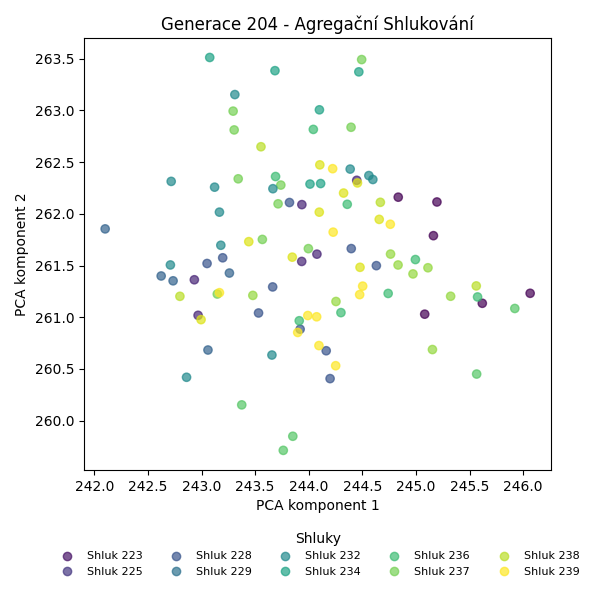 Generace 204 - Agregační Shlukování
263.5
263.0
262.5
262.0
261.5
261.0
260.5
260.0
PCA komponent 2
242.0 242.5 243.0 243.5 244.0 244.5 245.0 245.5 246.0
PCA komponent 1
Shluky
Shluk 223 Shluk 228 Shluk 232 Shluk 236 Shluk 238
Shluk 225 Shluk 229 Shluk 234 Shluk 237 Shluk 239